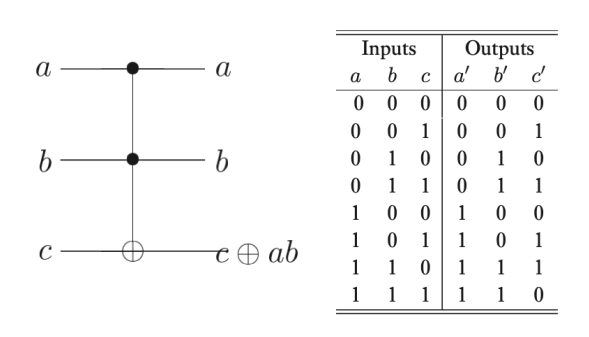 a a
b b
c c ⊕ ab
Inputs Outputs
a b c a′ b′ c′
0 0 0 0 0 0
0 0 1 0 0 1
0 1 0 0 1 0
0 1 1 0 1 1
1 0 0 1 0 0
1 0 1 1 0 1
1 1 0 1 1 1
1 1 1 1 1 0